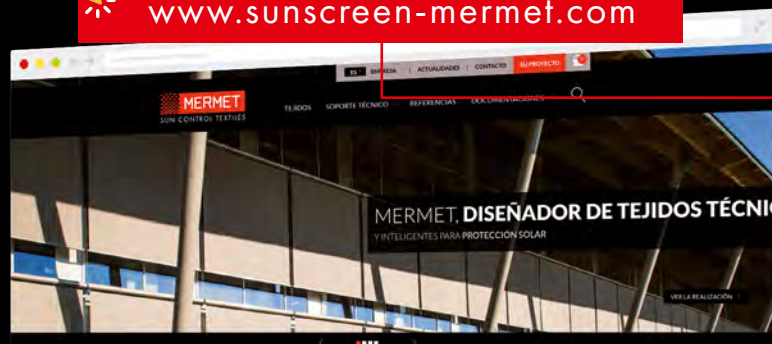 www.sunscreen-mermet.com
ES EMPRESA | ACTUALIDADES | CONTACTO SU PROYECTO
MERMET
SUN CONTROL TEXTILES
TEJIDOS SOPORTE TÉCNICO REFERENCIAS DOCUMENTACIONES
MERMET, DISEÑADOR DE TEJIDOS TÉCNI
Y INTELIGENTES PARA PROTECCIÓN SOLAR
VER LA REALIZACIÓN